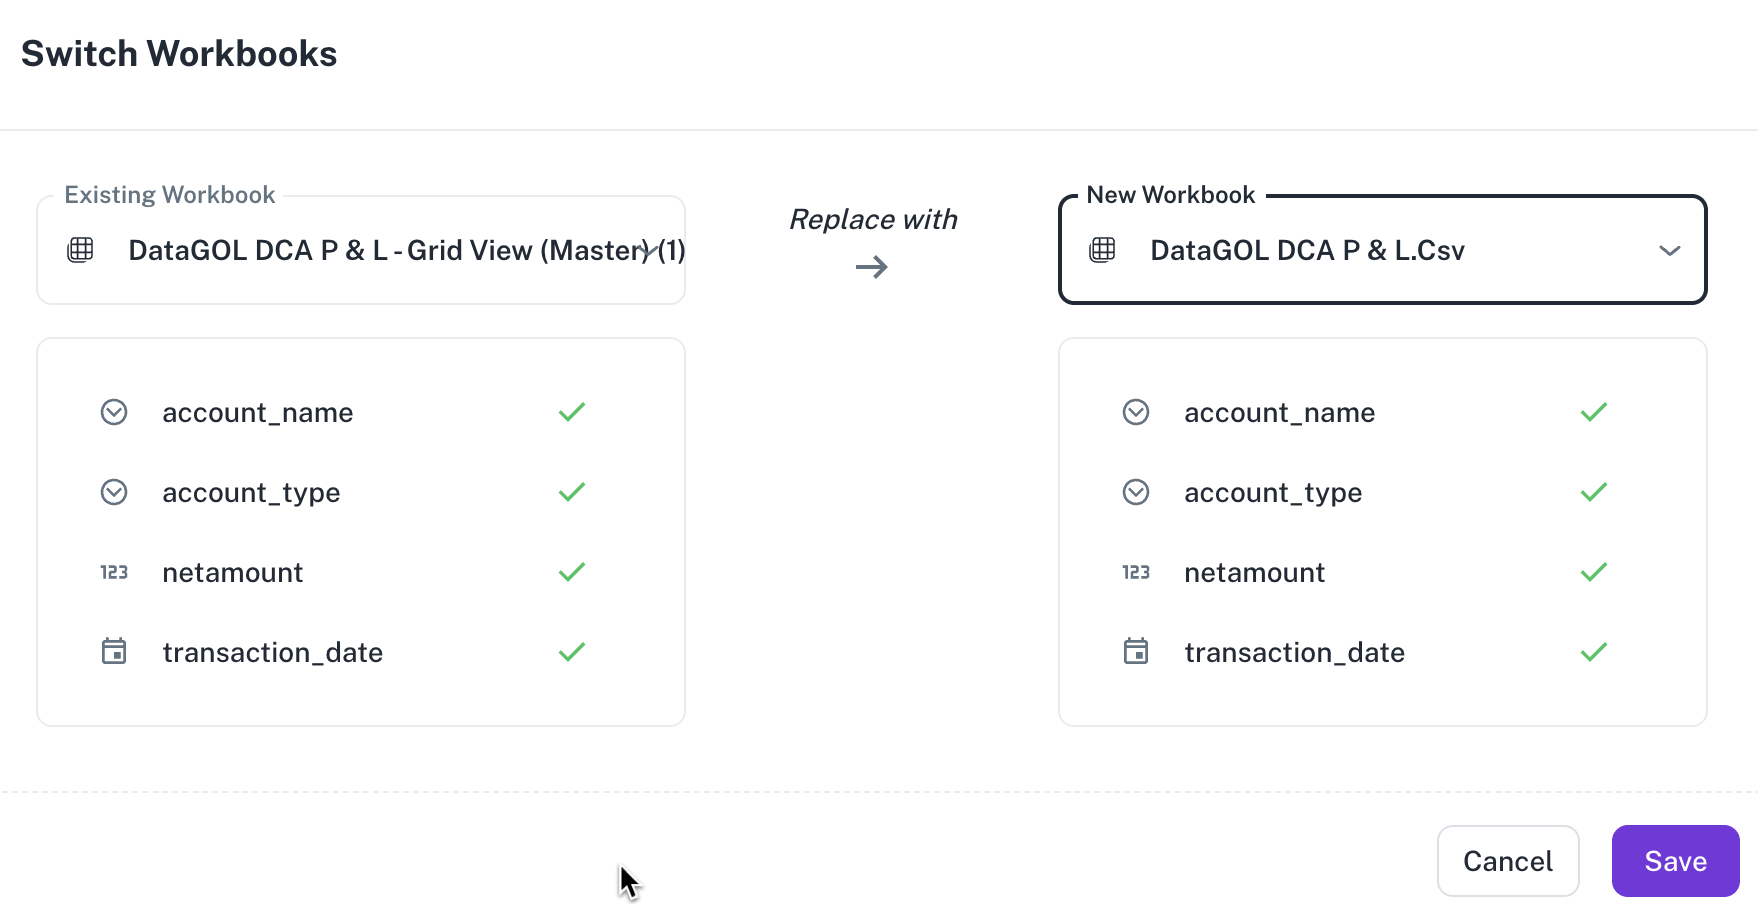 Switch Workbooks
Existing Workbook
DataGOL DCA P & L - Grid View (Master) (1)
Replace with
New Workbook
DataGOL DCA P & L.Csv
account_name
account_type
123 netamount
transaction_date
account_name
account_type
123 netamount
transaction_date
Cancel
Save